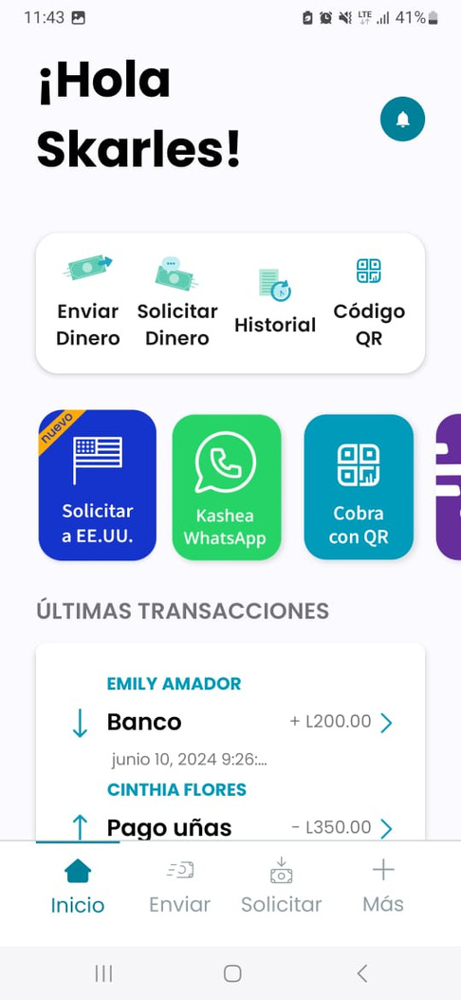 11:43
LTE
41%
¡Hola
Skarles!
Enviar
Dinero
Solicitar
Dinero
Historial
Código
QR
nuevo
Solicitar
a EE.UU.
Kashea
WhatsApp
Cobra
con QR
ÚLTIMAS TRANSACCIONES
EMILY AMADOR
Banco
+ L200.00
junio 10, 2024 9:26:...
CINTHIA FLORES
Pago uñas
- L350.00
Inicio
Enviar
Solicitar
Más